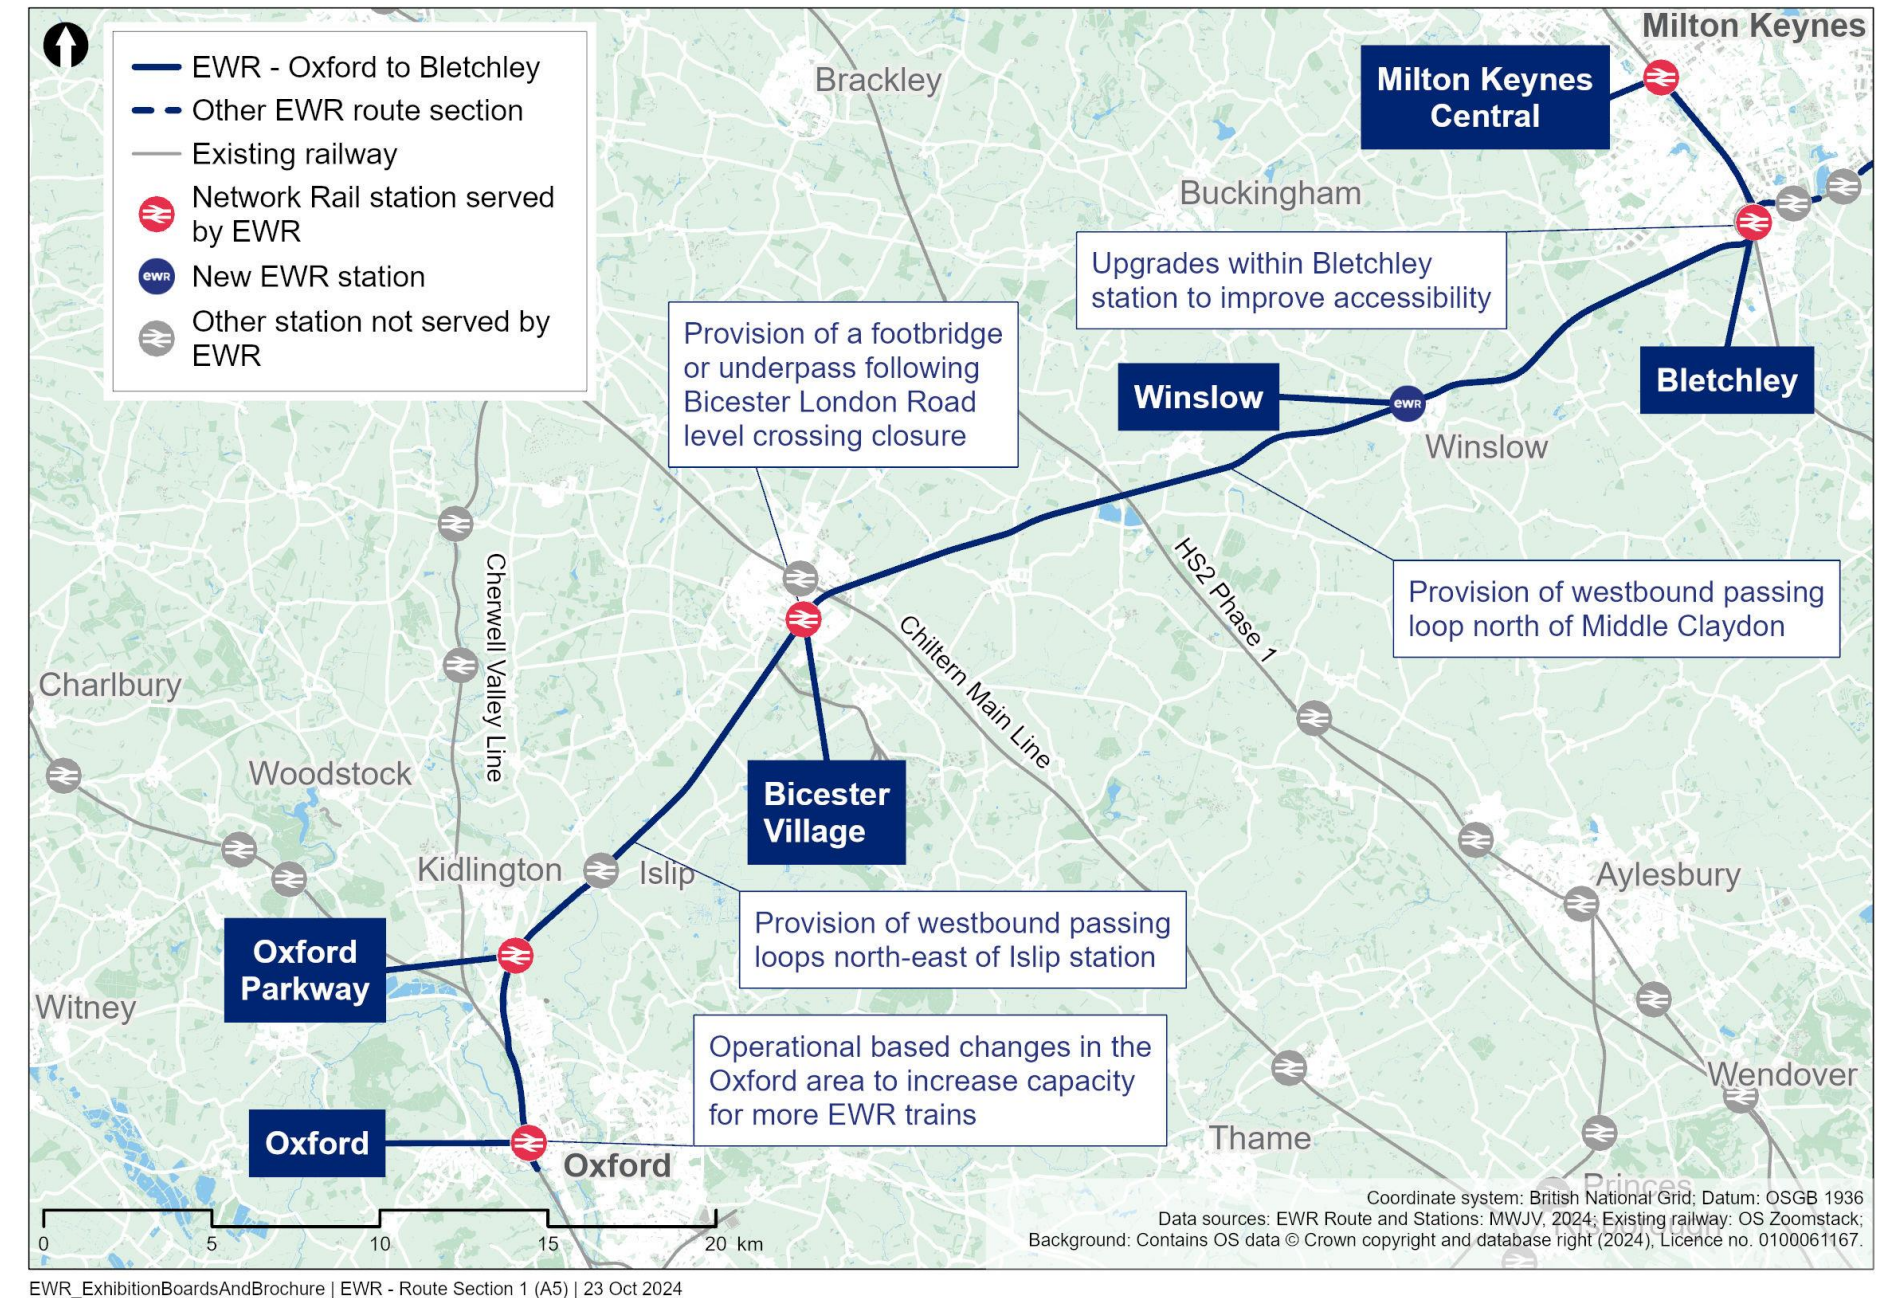 EWR - Oxford to Bletchley
Other EWR route section
Existing railway
Network Rail station served
by EWR
ewr
New EWR station
Other station not served by
EWR
Milton Keynes
Milton Keynes
Central
Brackley
Buckingham
Upgrades within Bletchley
station to improve accessibility
Provision of a footbridge
or underpass following
Bicester London Road
level crossing closure
Bletchley
Winslow
ewr
Winslow
HS2 Phase 1
Provision of westbound passing
loop north of Middle Claydon
Cherwell Valley Line
Chiltern Main Line
Charlbury
Woodstock
Bicester
Village
Kidlington
Islip
Aylesbury
Provision of westbound passing
loops north-east of Islip station
Oxford
Parkway
Witney
Operational based changes in the
Oxford area to increase capacity
for more EWR trains
Wendover
Oxford
Oxford
Thame
Princes
Risborough
Coordinate system: British National Grid; Datum: OSGB 1936
Data sources: EWR Route and Stations: MWJV, 2024; Existing railway: OS Zoomstack;
Background: Contains OS data © Crown copyright and database right (2024), Licence no. 0100061167.
0 5 10 15 20 km
EWR_ExhibitionBoardsAndBrochure | EWR - Route Section 1 (A5) | 23 Oct 2024